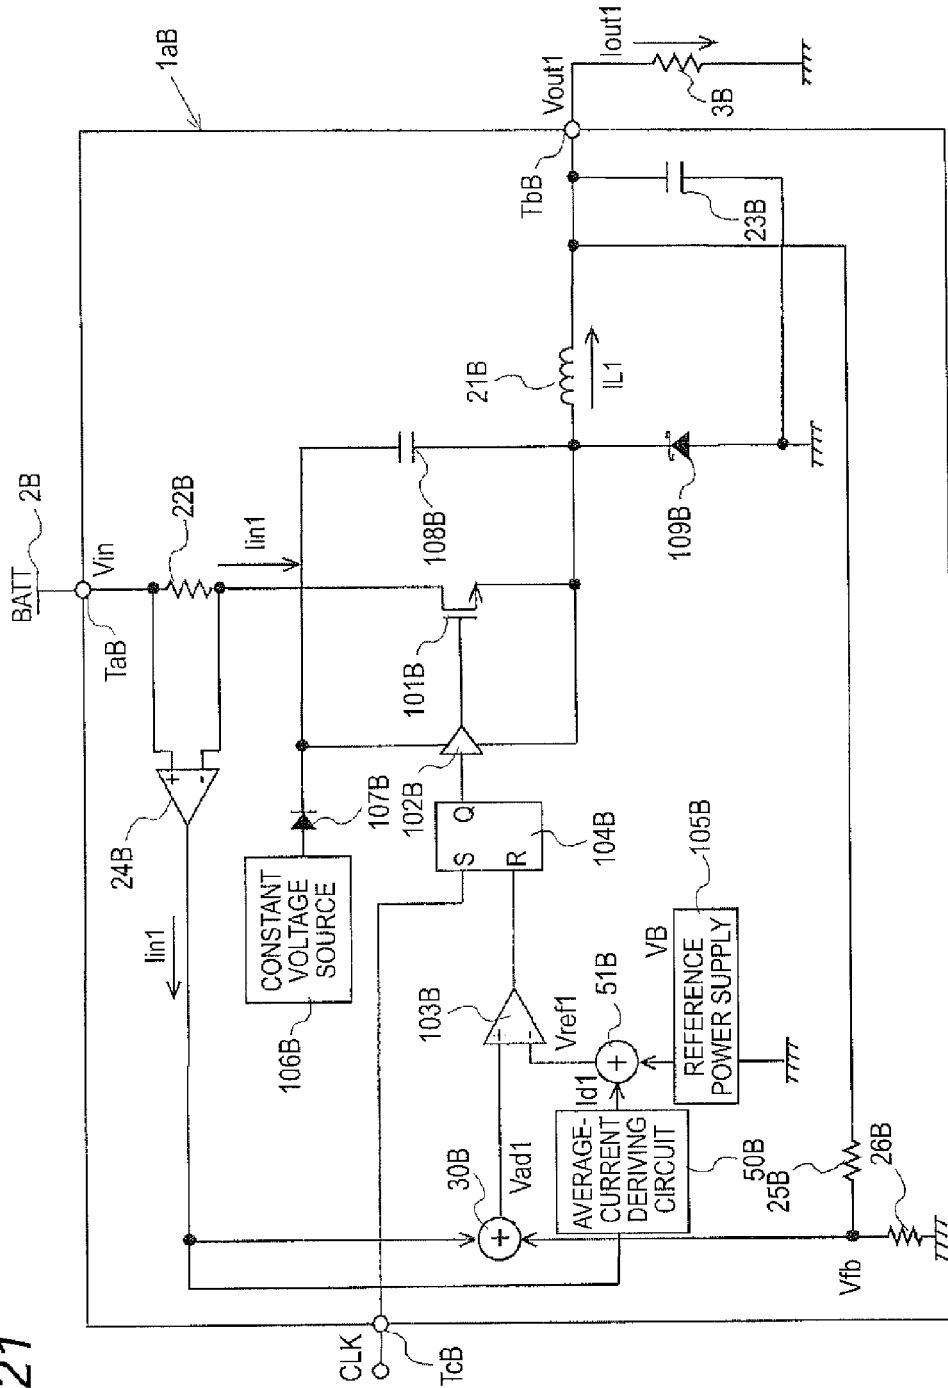 21
1aB
BATT
2B
Vin
TaB
22B
Iin1
24B
+
-
Iin1
CONSTANT
VOLTAGE
SOURCE
106B
107B
101B
102B
108B
21B
IL1
109B
TbB
Vout1
Iout1
3B
23B
S
Q
R
104B
103B
+
-
Vref1
51B
+
Id1
VB
105B
REFERENCE
POWER SUPPLY
AVERAGE-
CURRENT
DERIVING
CIRCUIT
50B
30B
+
Vad1
25B
26B
Vfb
CLK
TcB